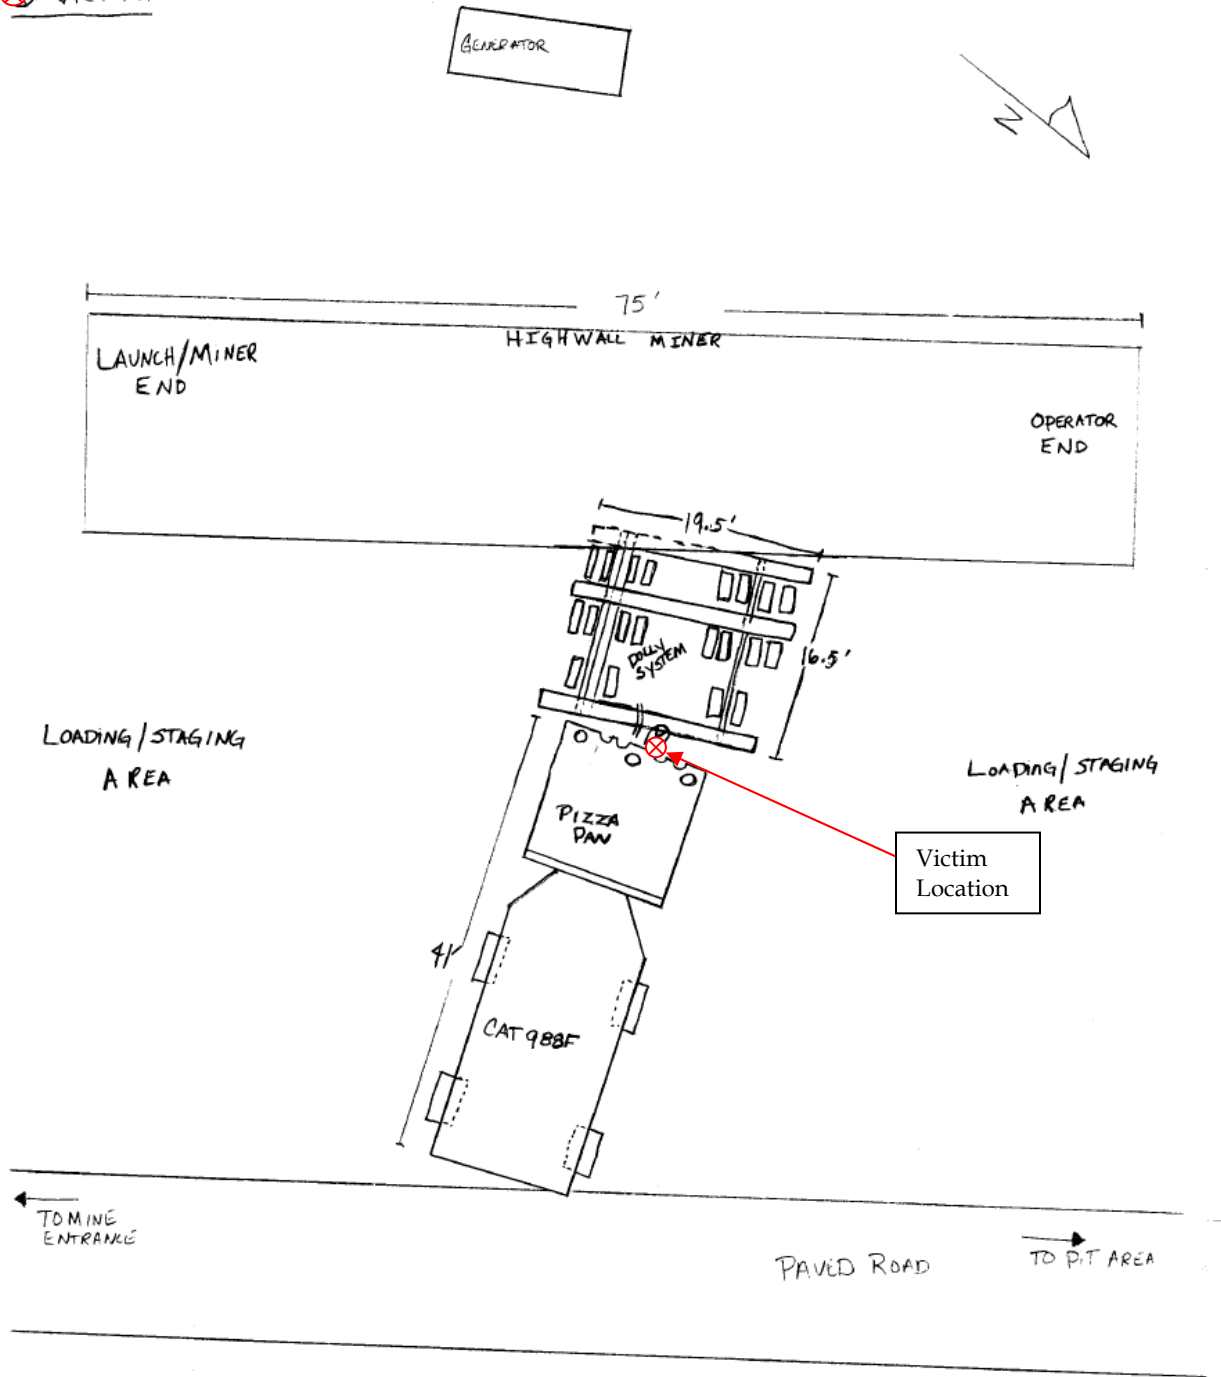 GENERATOR
N
75'
HIGHWALL MINER
LAUNCH/MINER
END
OPERATOR
END
19.5'
16.5'
DOLLY
SYSTEM
LOADING/STAGING
AREA
LOADING/STAGING
AREA
PIZZA
PAN
Victim
Location
41'
CAT 988F
TO MINE
ENTRANCE
PAVED ROAD
TO PIT AREA